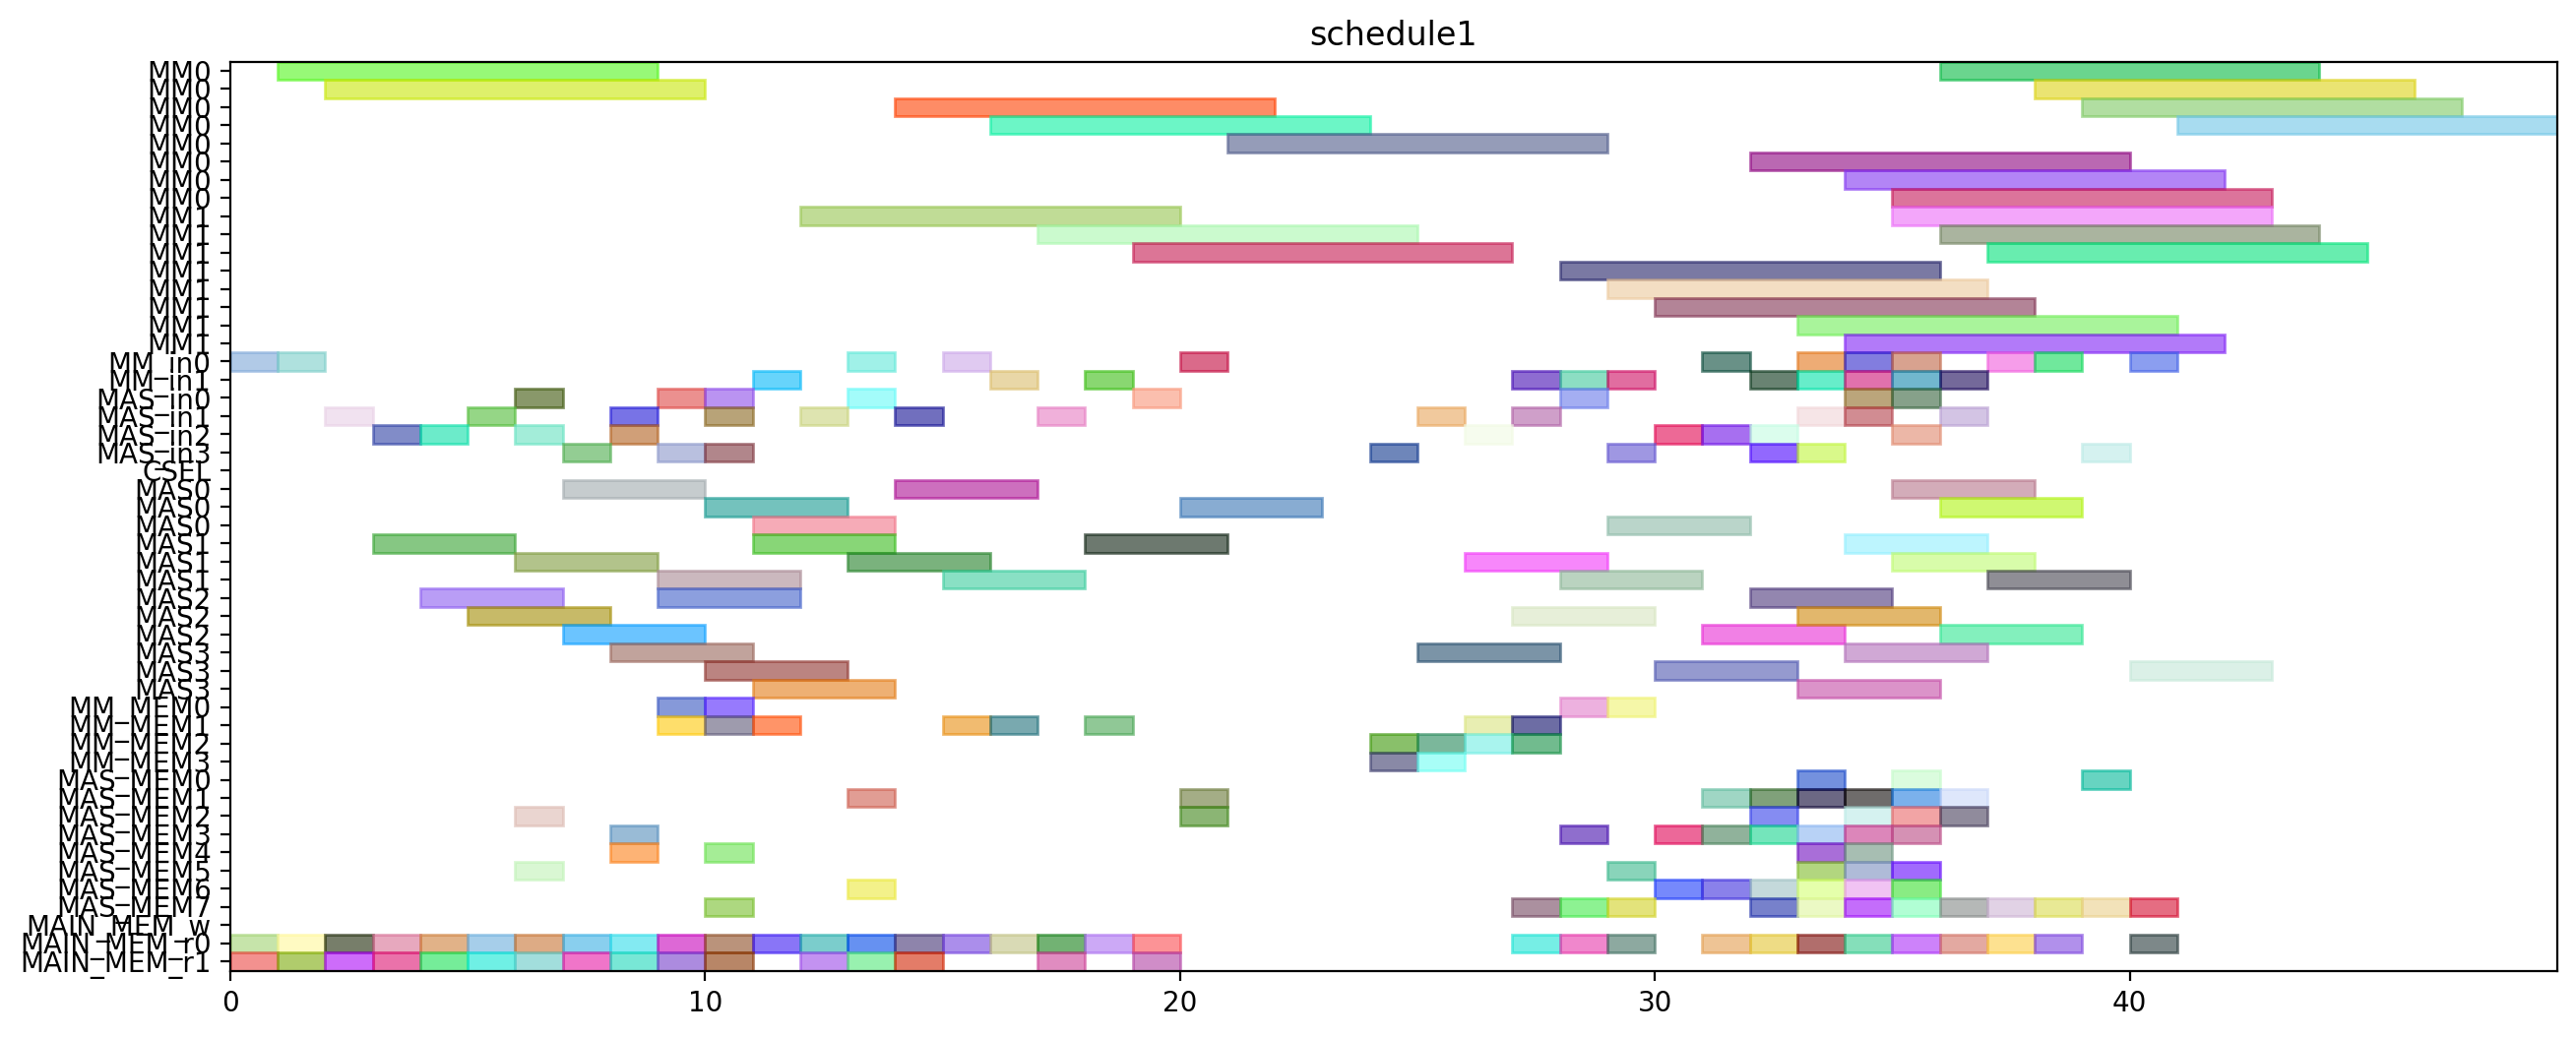 schedule1
MM0
MM0
MM0
MM0
MM0
MM0
MM0
MM0
MM1
MM1
MM1
MM1
MM1
MM1
MM1
MM1
MM_in0
MM_in1
MAS_in0
MAS_in1
MAS_in2
MAS_in3
CSEL
MAS0
MAS0
MAS0
MAS1
MAS1
MAS1
MAS2
MAS2
MAS2
MAS3
MAS3
MAS3
MM_MEM0
MM_MEM1
MM_MEM2
MM_MEM3
MAS_MEM0
MAS_MEM1
MAS_MEM2
MAS_MEM3
MAS_MEM4
MAS_MEM5
MAS_MEM6
MAS_MEM7
MAIN_MEM_w
MAIN_MEM_r0
MAIN_MEM_r1
0 10 20 30 40